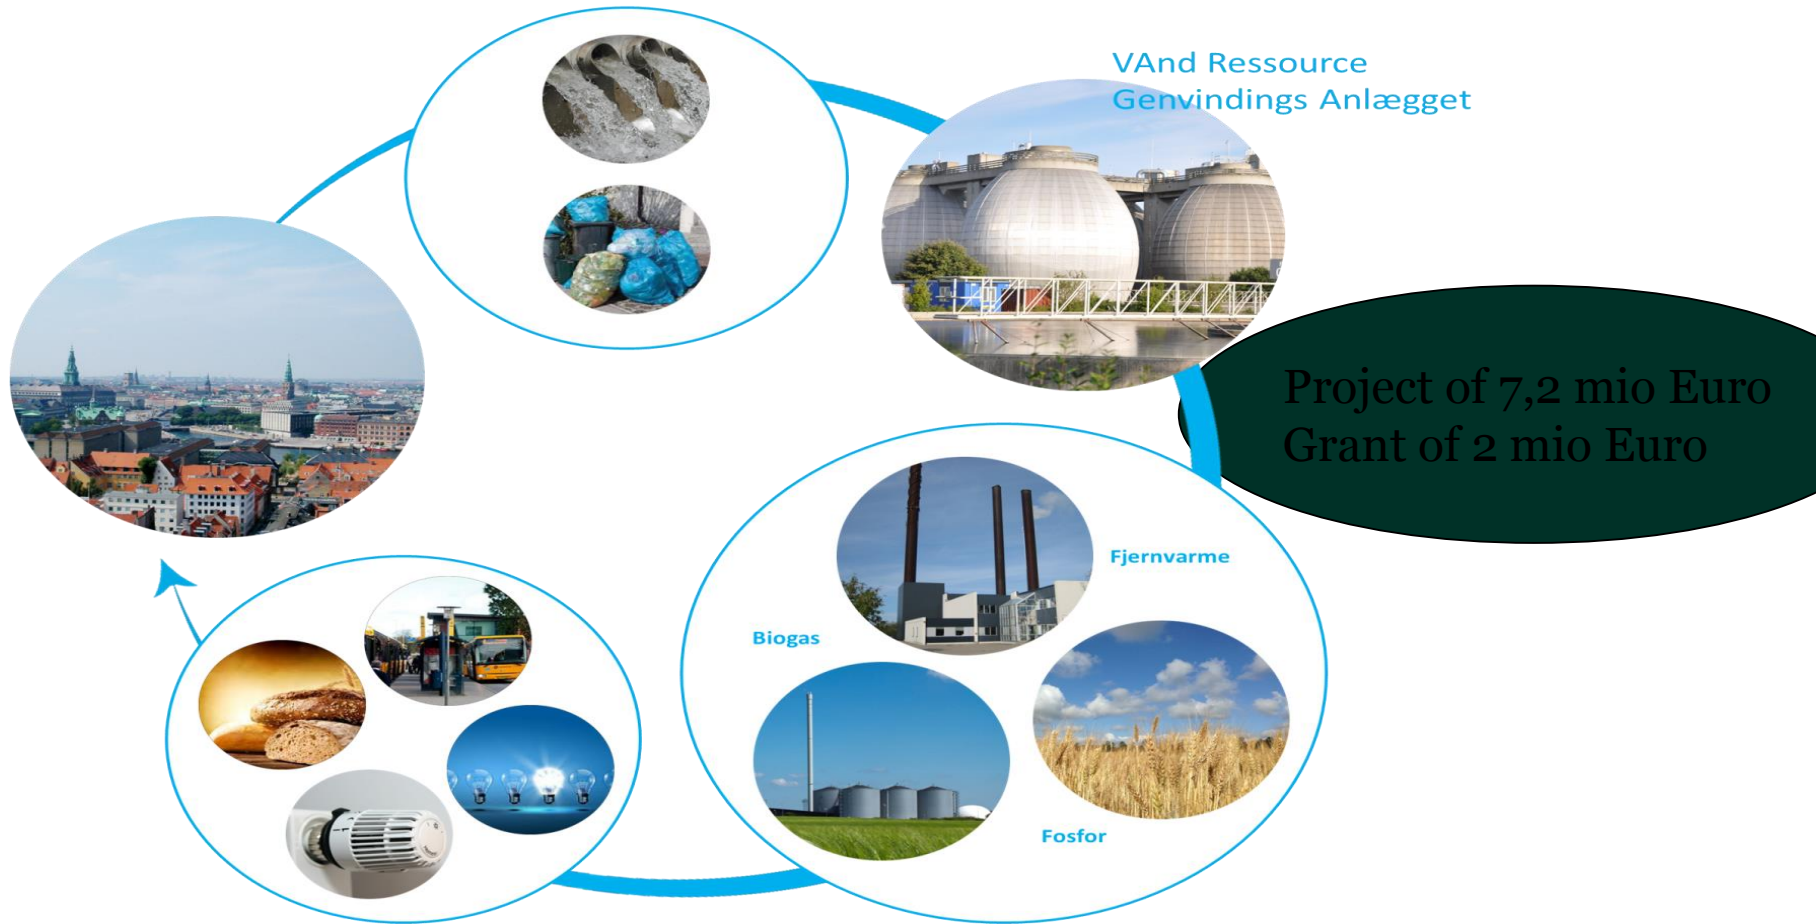 VAnd Ressource
Genvindings Anlægget
Project of 7,2 mio Euro
Grant of 2 mio Euro
Fjernvarme
Biogas
Fosfor